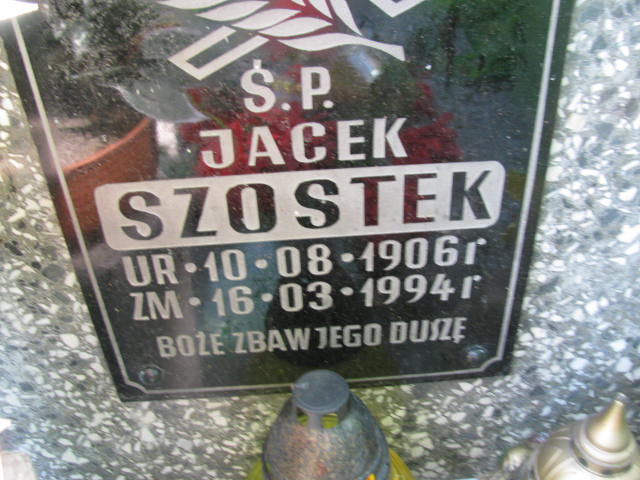 Ś.P.
JACEK
SZOSTEK
UR·10·08·1906r
ZM·16·03·1994r
BOŻE ZBAW JEGO DUSZĘ